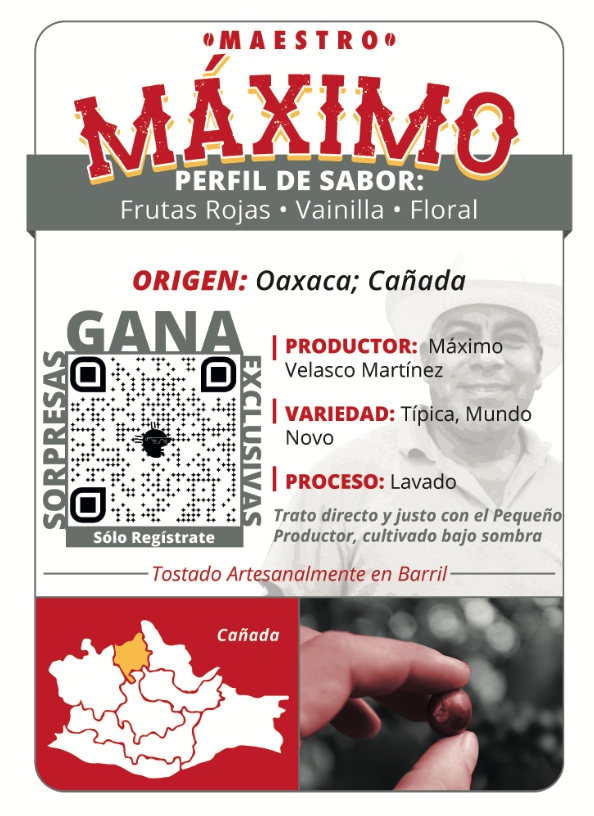 MAESTRO
MÁXIMO
PERFIL DE SABOR:
Frutas Rojas • Vainilla • Floral
ORIGEN: Oaxaca; Cañada
GANA
SORPRESAS
EXCLUSIVAS
Sólo Regístrate
PRODUCTOR: Máximo
Velasco Martínez
VARIEDAD: Típica, Mundo
Novo
PROCESO: Lavado
Trato directo y justo con el Pequeño
Productor, cultivado bajo sombra
Tostado Artesanalmente en Barril
Cañada